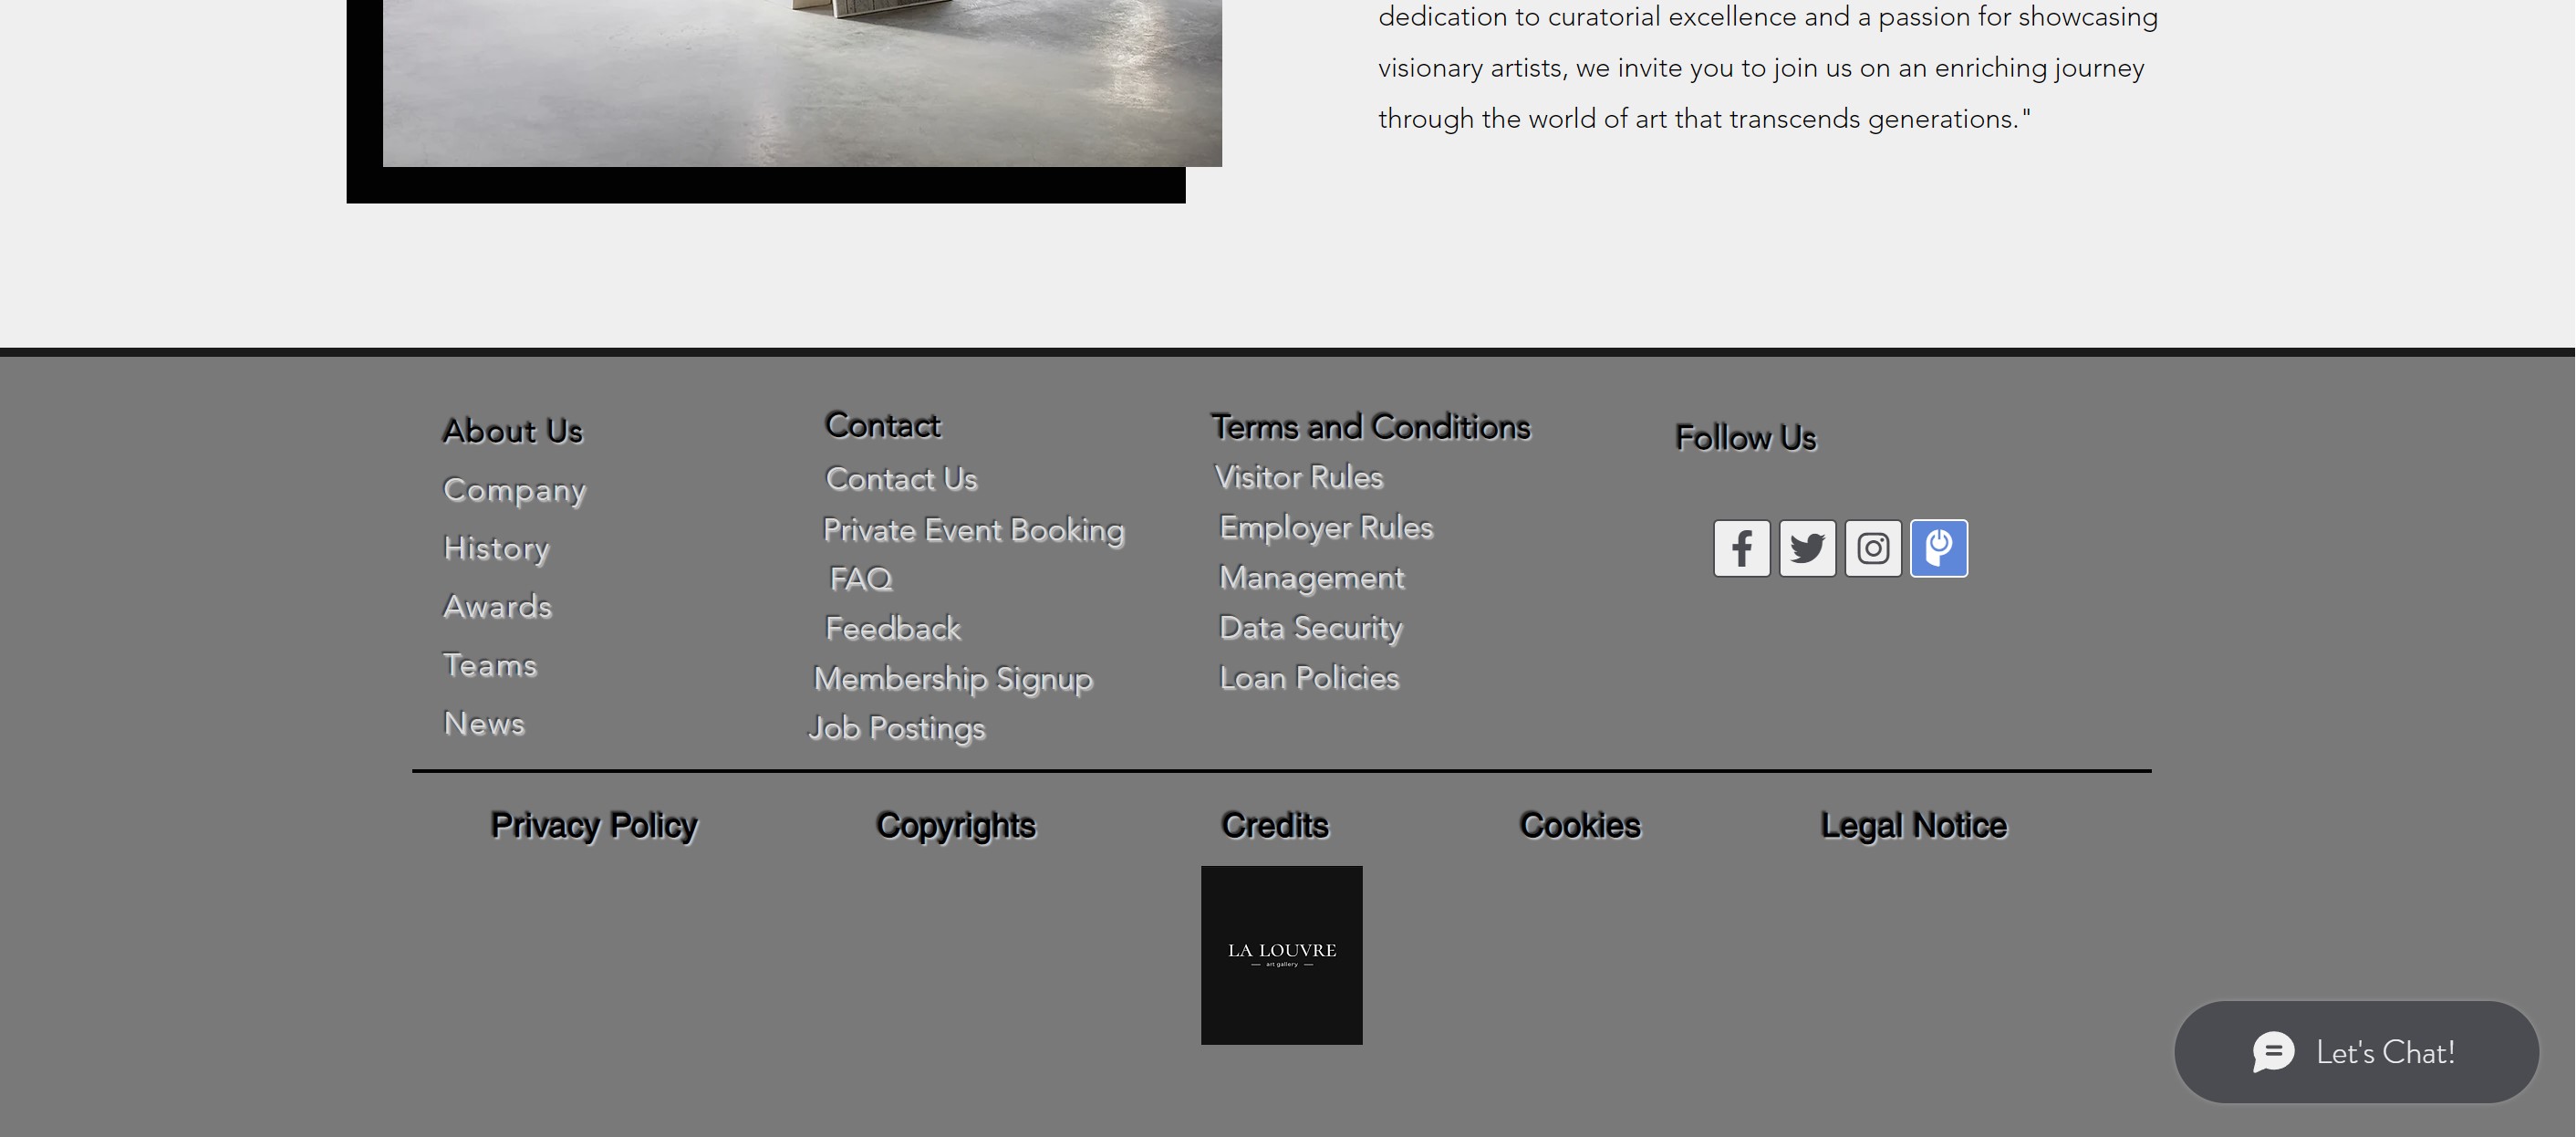 dedication to curatorial excellence and a passion for showcasing
visionary artists, we invite you to join us on an enriching journey
through the world of art that transcends generations."
About Us
Company
History
Awards
Teams
News
Contact
Contact Us
Private Event Booking
FAQ
Feedback
Membership Signup
Job Postings
Terms and Conditions
Visitor Rules
Employer Rules
Management
Data Security
Loan Policies
Follow Us
Privacy Policy
Copyrights
Credits
Cookies
Legal Notice
LA LOUVRE
— art gallery —
Let's Chat!